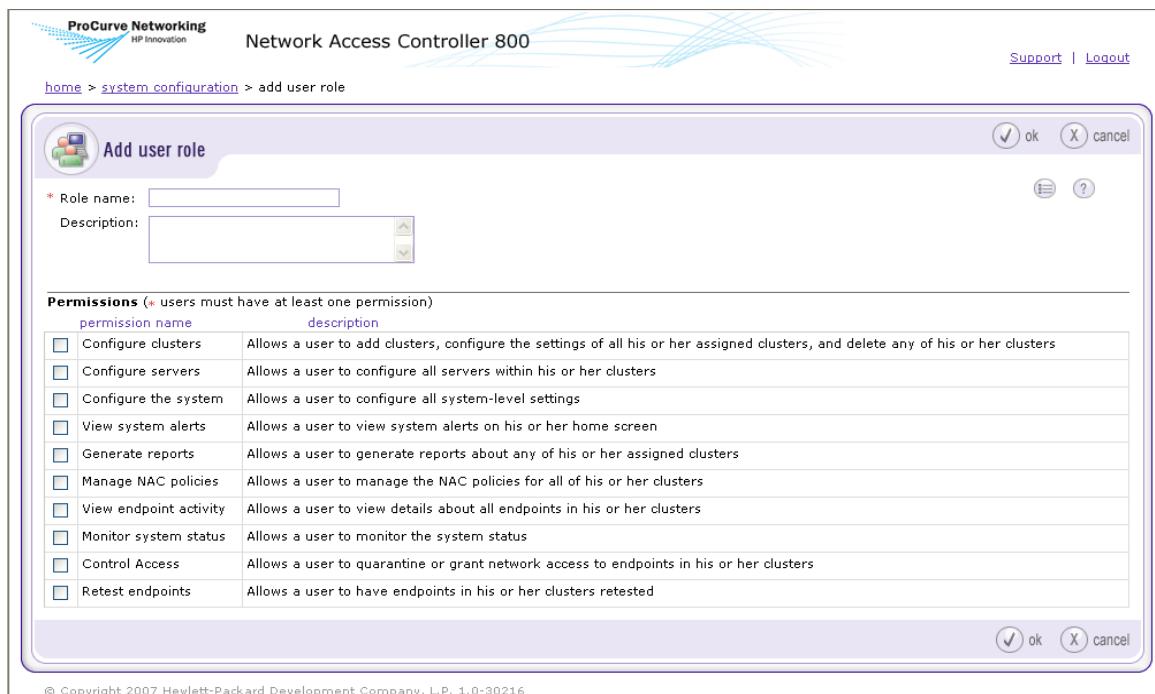 ProCurve Networking
HP Innovation
Network Access Controller 800
Support | Logout
home > system configuration > add user role
Add user role
ok
cancel
* Role name:
Description:
Permissions (* users must have at least one permission)
permission name description
Configure clusters Allows a user to add clusters, configure the settings of all his or her assigned clusters, and delete any of his or her clusters
Configure servers Allows a user to configure all servers within his or her clusters
Configure the system Allows a user to configure all system-level settings
View system alerts Allows a user to view system alerts on his or her home screen
Generate reports Allows a user to generate reports about any of his or her assigned clusters
Manage NAC policies Allows a user to manage the NAC policies for all of his or her clusters
View endpoint activity Allows a user to view details about all endpoints in his or her clusters
Monitor system status Allows a user to monitor the system status
Control Access Allows a user to quarantine or grant network access to endpoints in his or her clusters
Retest endpoints Allows a user to have endpoints in his or her clusters retested
ok
cancel
© Copyright 2007 Hewlett-Packard Development Company, L.P. 1.0-30216